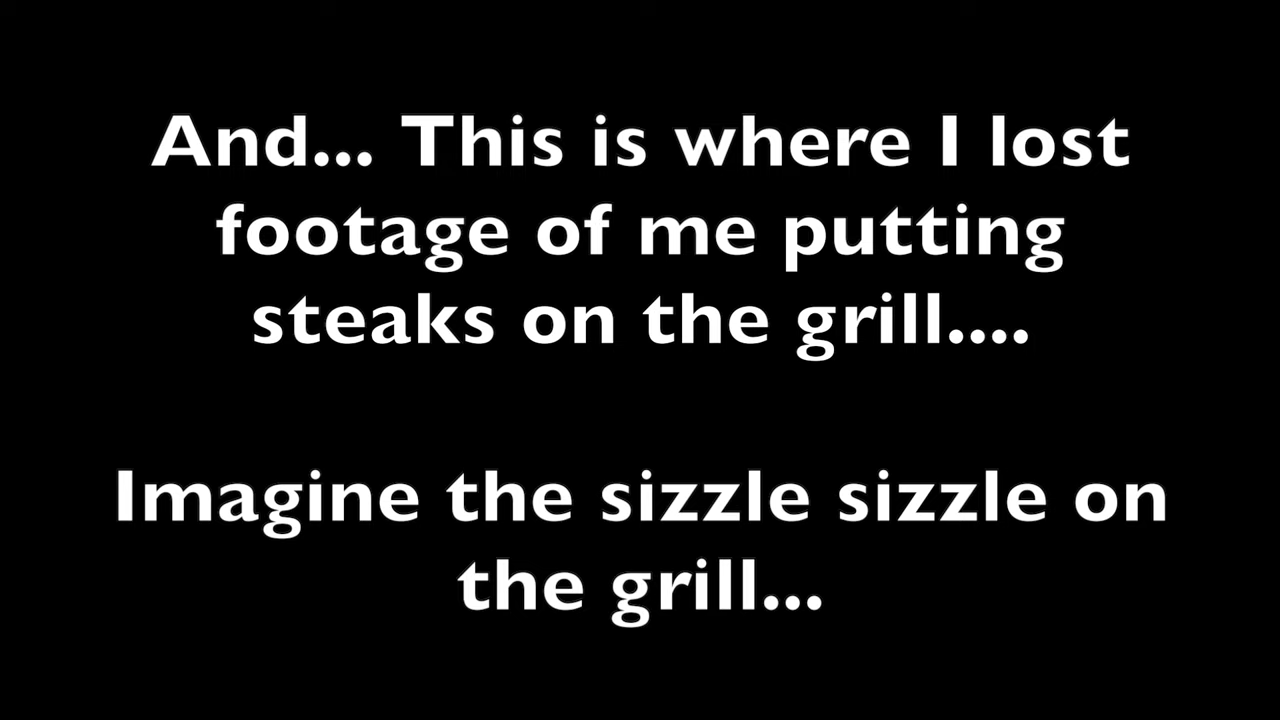 And... This is where I lost
footage of me putting
steaks on the grill....
Imagine the sizzle sizzle on
the grill...